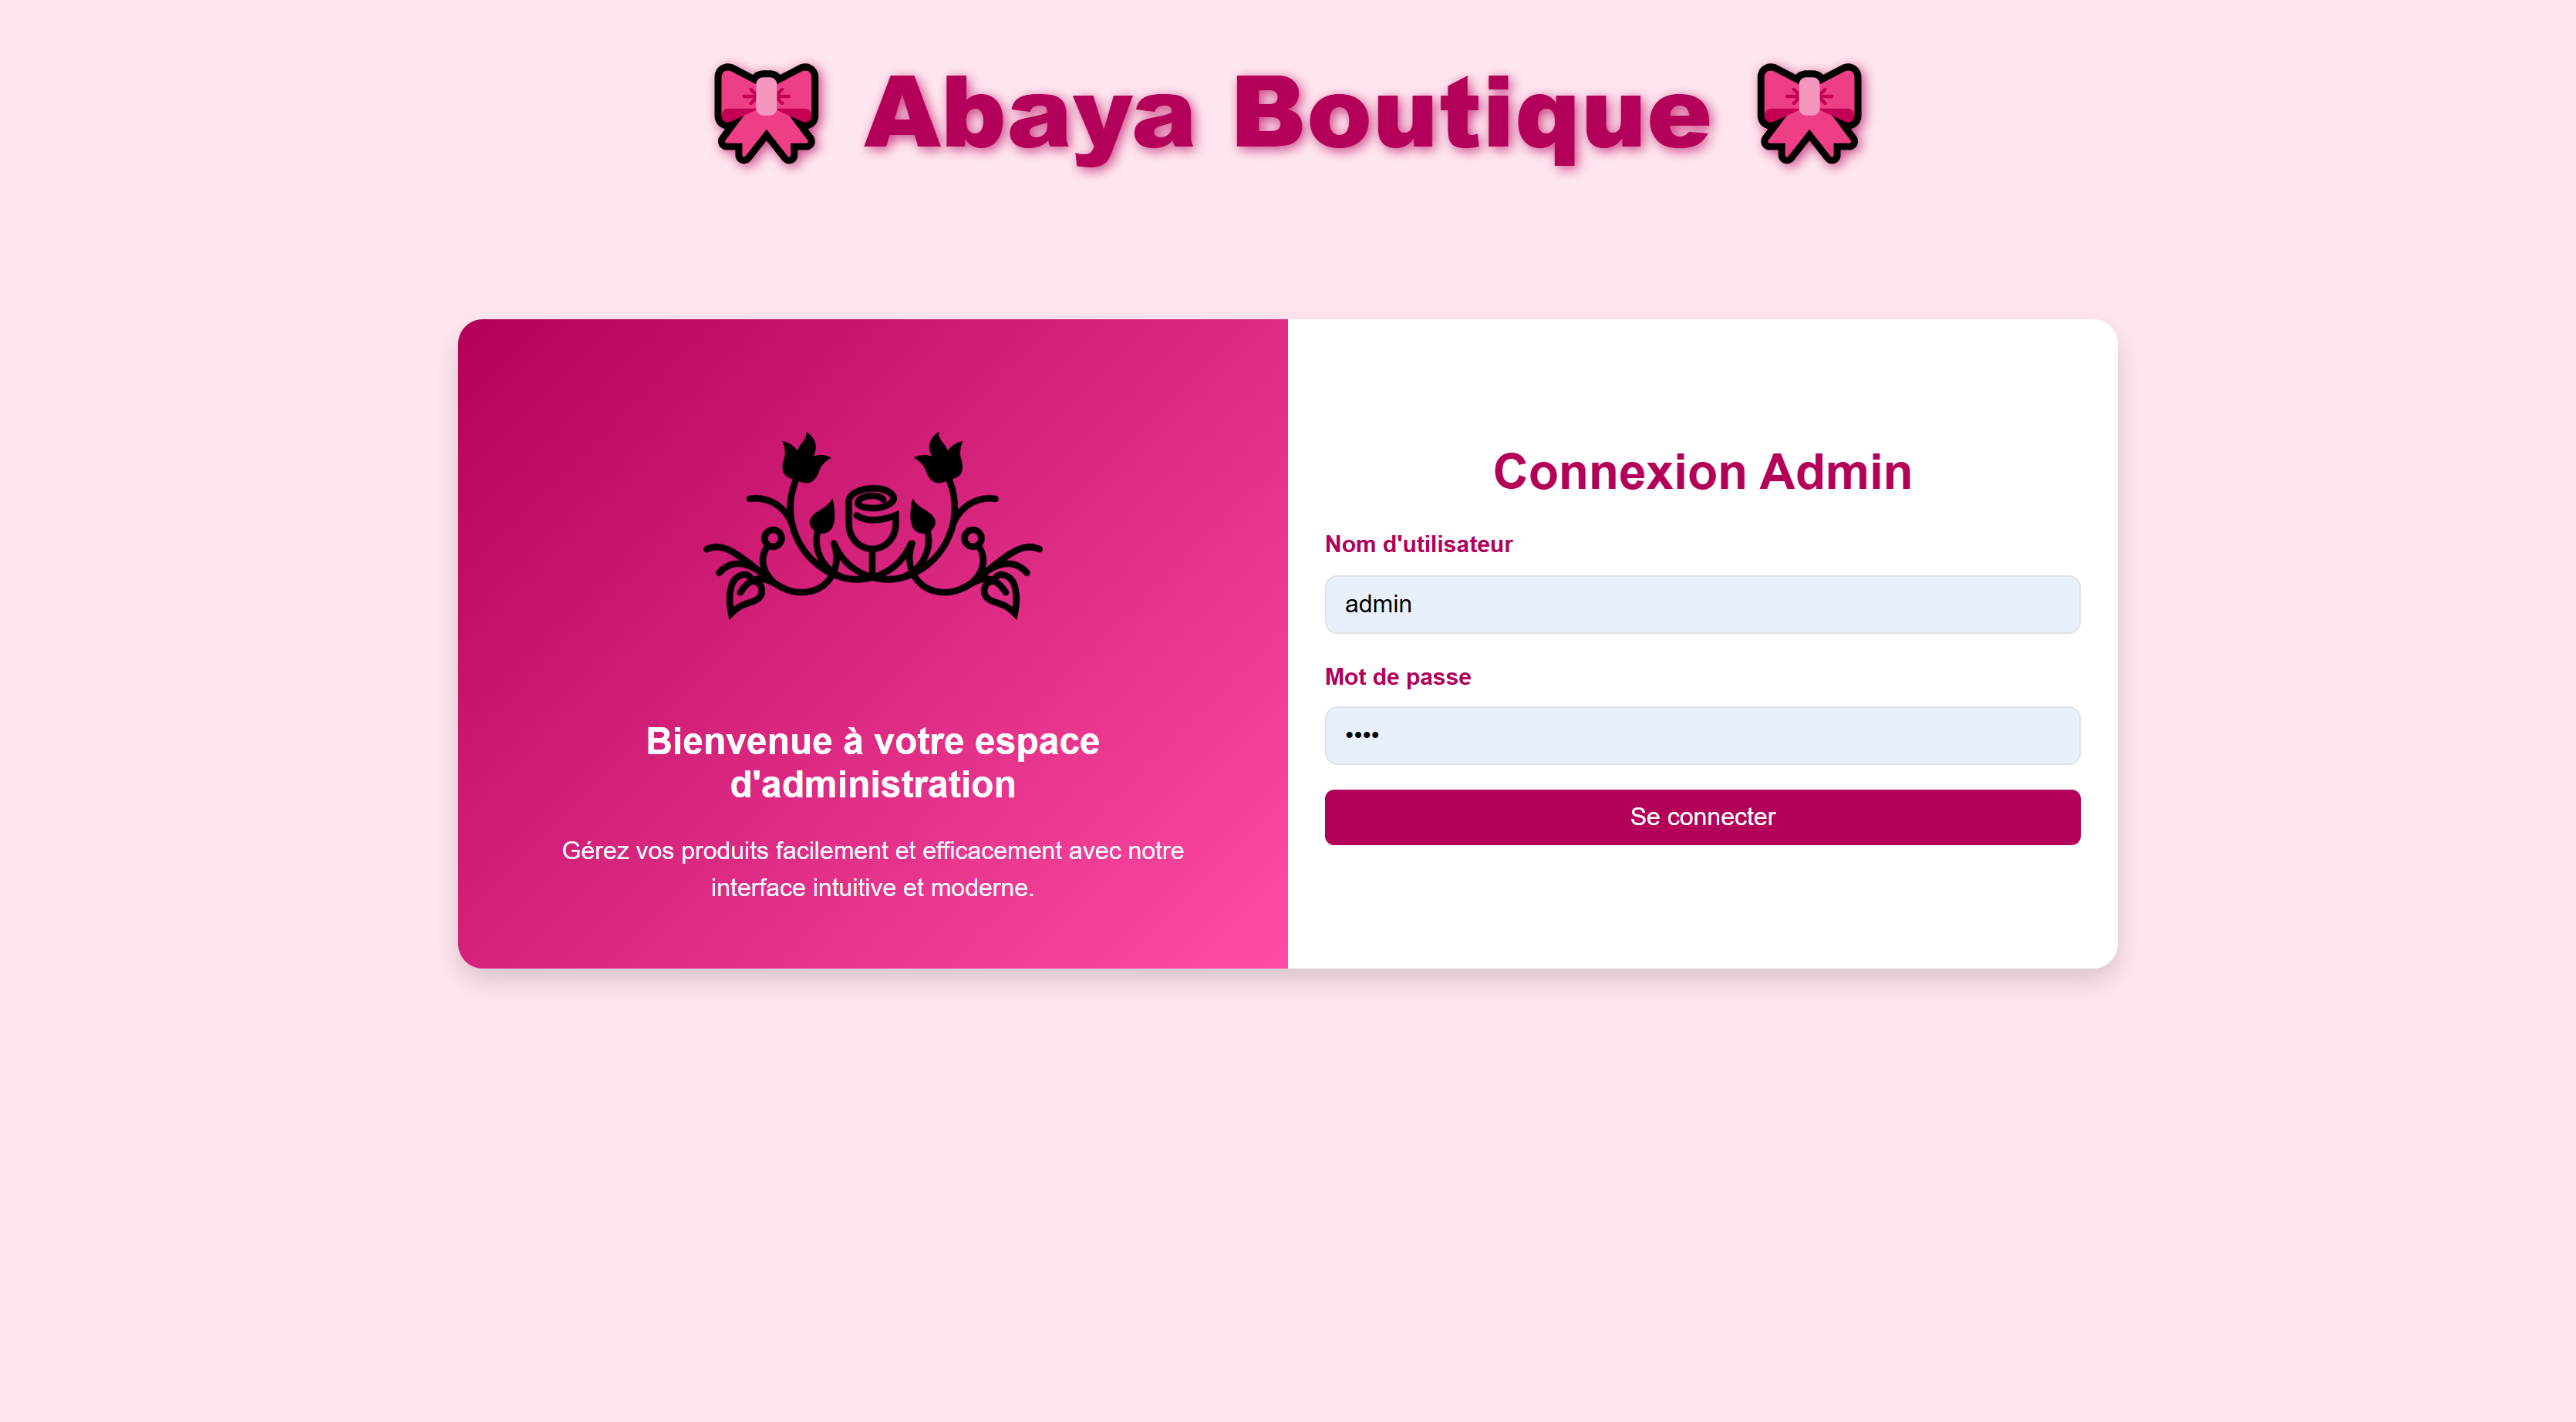 Abaya Boutique
Bienvenue à votre espace
d'administration
Gérez vos produits facilement et efficacement avec notre
interface intuitive et moderne.
Connexion Admin
Nom d'utilisateur
admin
Mot de passe
••••
Se connecter